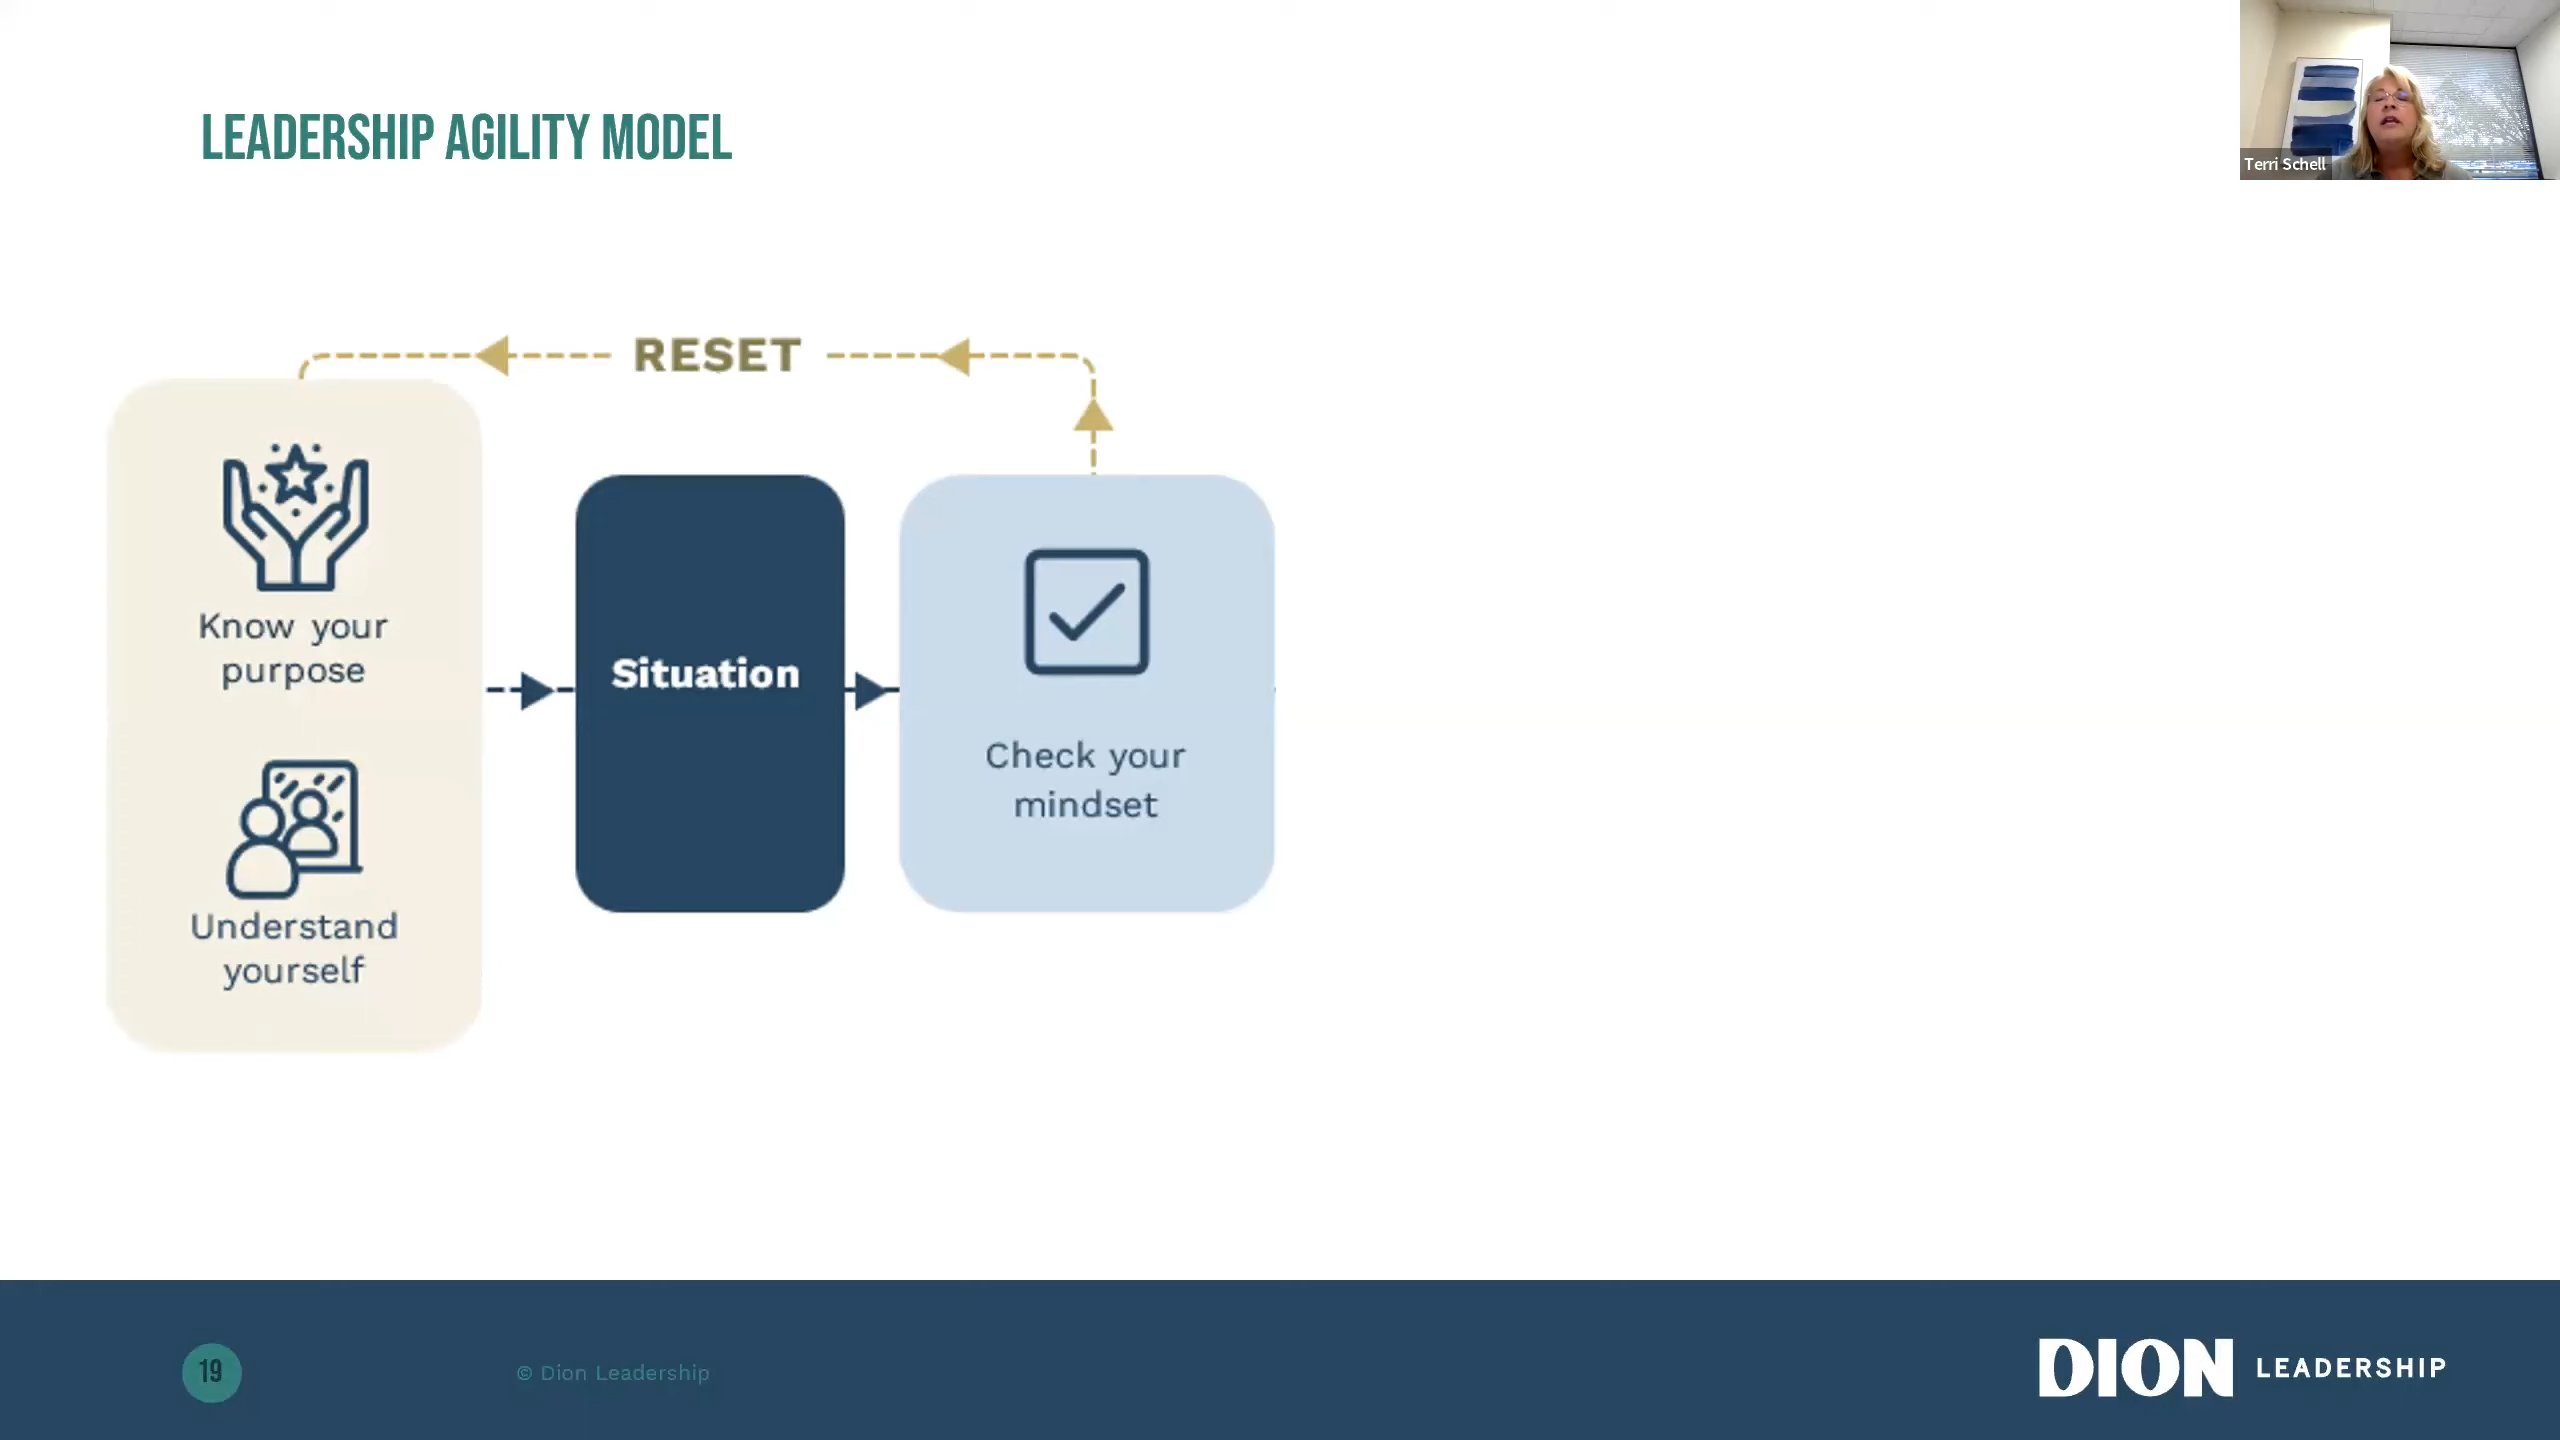 LEADERSHIP AGILITY MODEL
Terri Schell
RESET
Know your
purpose
Understand
yourself
Situation
Check your
mindset
19
© Dion Leadership
DION LEADERSHIP